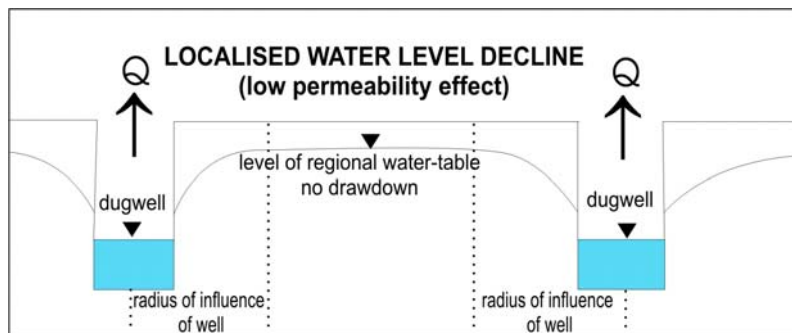 LOCALISED WATER LEVEL DECLINE
(low permeability effect)
Q
Q
level of regional water-table
no drawdown
dugwell
dugwell
radius of influence
of well
radius of influence
of well